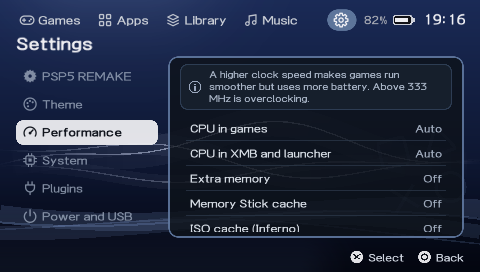 Games Apps Library Music 82% 19:16
Settings
PSP5 REMAKE
Theme
Performance
System
Plugins
Power and USB
A higher clock speed makes games run
smoother but uses more battery. Above 333
MHz is overclocking.
CPU in games Auto
CPU in XMB and launcher Auto
Extra memory Off
Memory Stick cache Off
ISO cache (Inferno) Off
Select Back